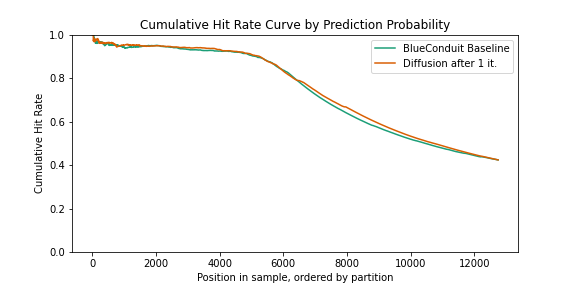 Cumulative Hit Rate Curve by Prediction Probability
1.0
0.8
0.6
0.4
0.2
0.0
Cumulative Hit Rate
BlueConduit Baseline
Diffusion after 1 it.
0 2000 4000 6000 8000 10000 12000
Position in sample, ordered by partition